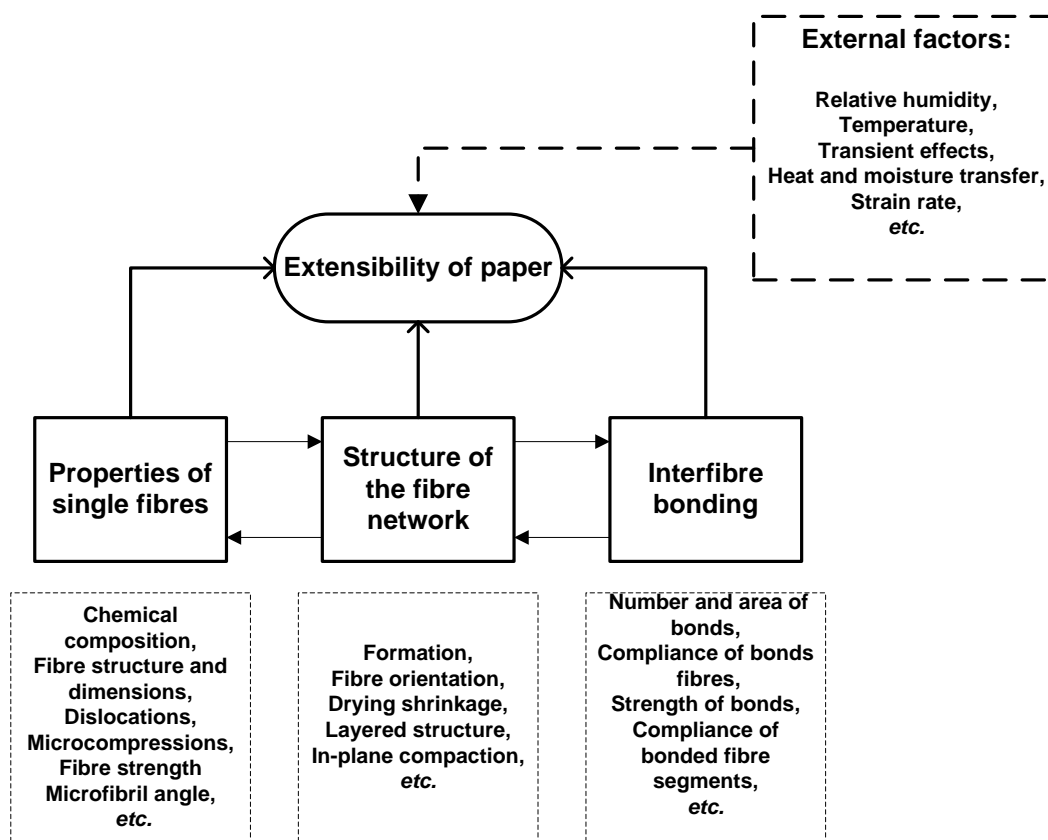 External factors:
Relative humidity,
Temperature,
Transient effects,
Heat and moisture transfer,
Strain rate,
etc.
Extensibility of paper
Properties of
single fibres
Structure of
the fibre
network
Interfibre
bonding
Chemical
composition,
Fibre structure and
dimensions,
Dislocations,
Microcompressions,
Fibre strength
Microfibril angle,
etc.
Formation,
Fibre orientation,
Drying shrinkage,
Layered structure,
In-plane compaction,
etc.
Number and area of
bonds,
Compliance of bonds
fibres,
Strength of bonds,
Compliance of
bonded fibre
segments,
etc.